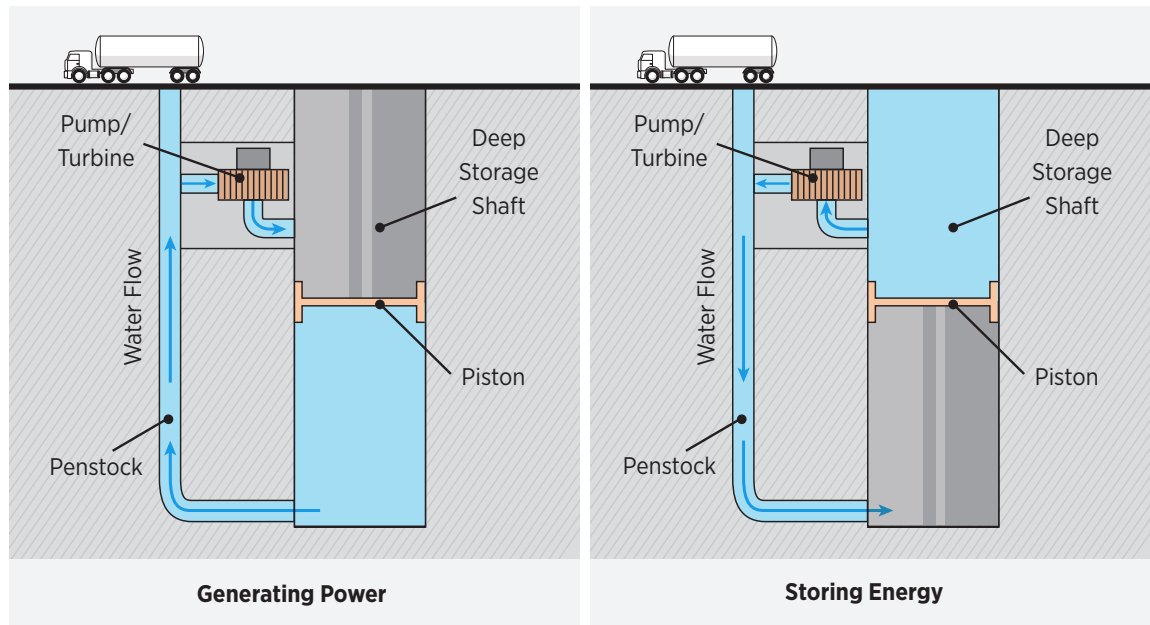 Pump/
Turbine
Deep
Storage
Shaft
Water Flow
Piston
Penstock
Generating Power
Pump/
Turbine
Deep
Storage
Shaft
Water Flow
Piston
Penstock
Storing Energy